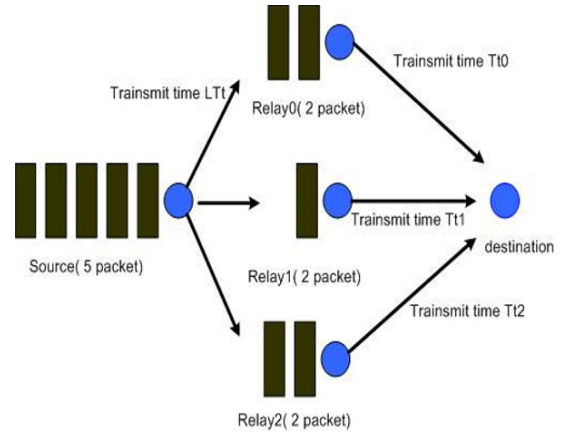 Trainsmit time Tt0
Trainsmit time LTt
Relay0( 2 packet)
Trainsmit time Tt1
destination
Source( 5 packet)
Relay1( 2 packet)
Trainsmit time Tt2
Relay2( 2 packet)